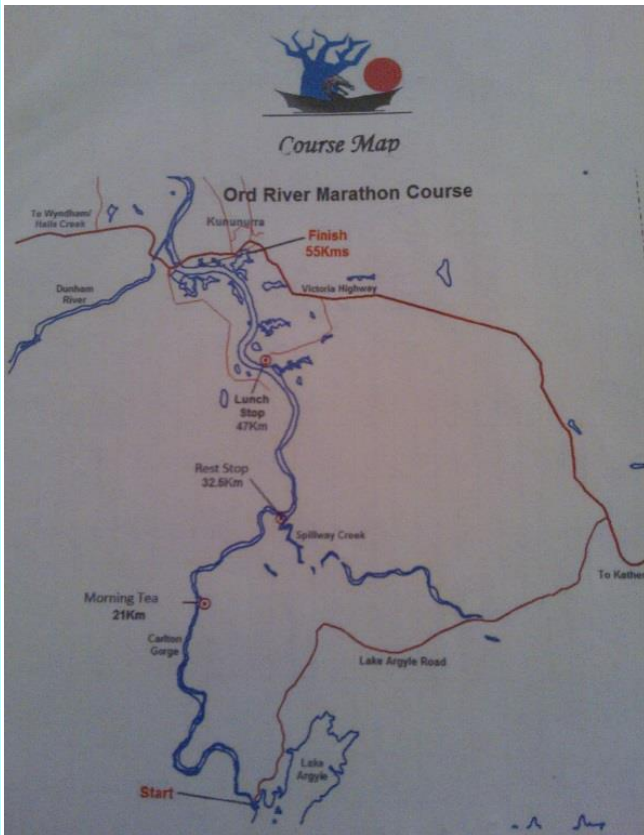 Course Map
Ord River Marathon Course
To Wyndham/
Halls Creek
Kununurra
Finish
55Kms
Dunham
River
Victoria Highway
Lunch
Stop
47Km
Rest Stop
32.5Km
Spillway Creek
To Kather
Morning Tea
21Km
Carlton
Gorge
Lake Argyle Road
Lake
Argyle
Start